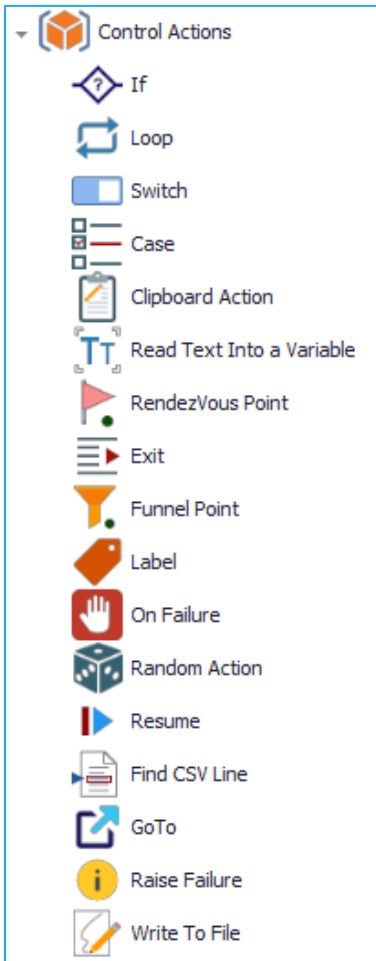 Control Actions
If
Loop
Switch
Case
Clipboard Action
Read Text Into a Variable
RendezVous Point
Exit
Funnel Point
Label
On Failure
Random Action
Resume
Find CSV Line
GoTo
Raise Failure
Write To File